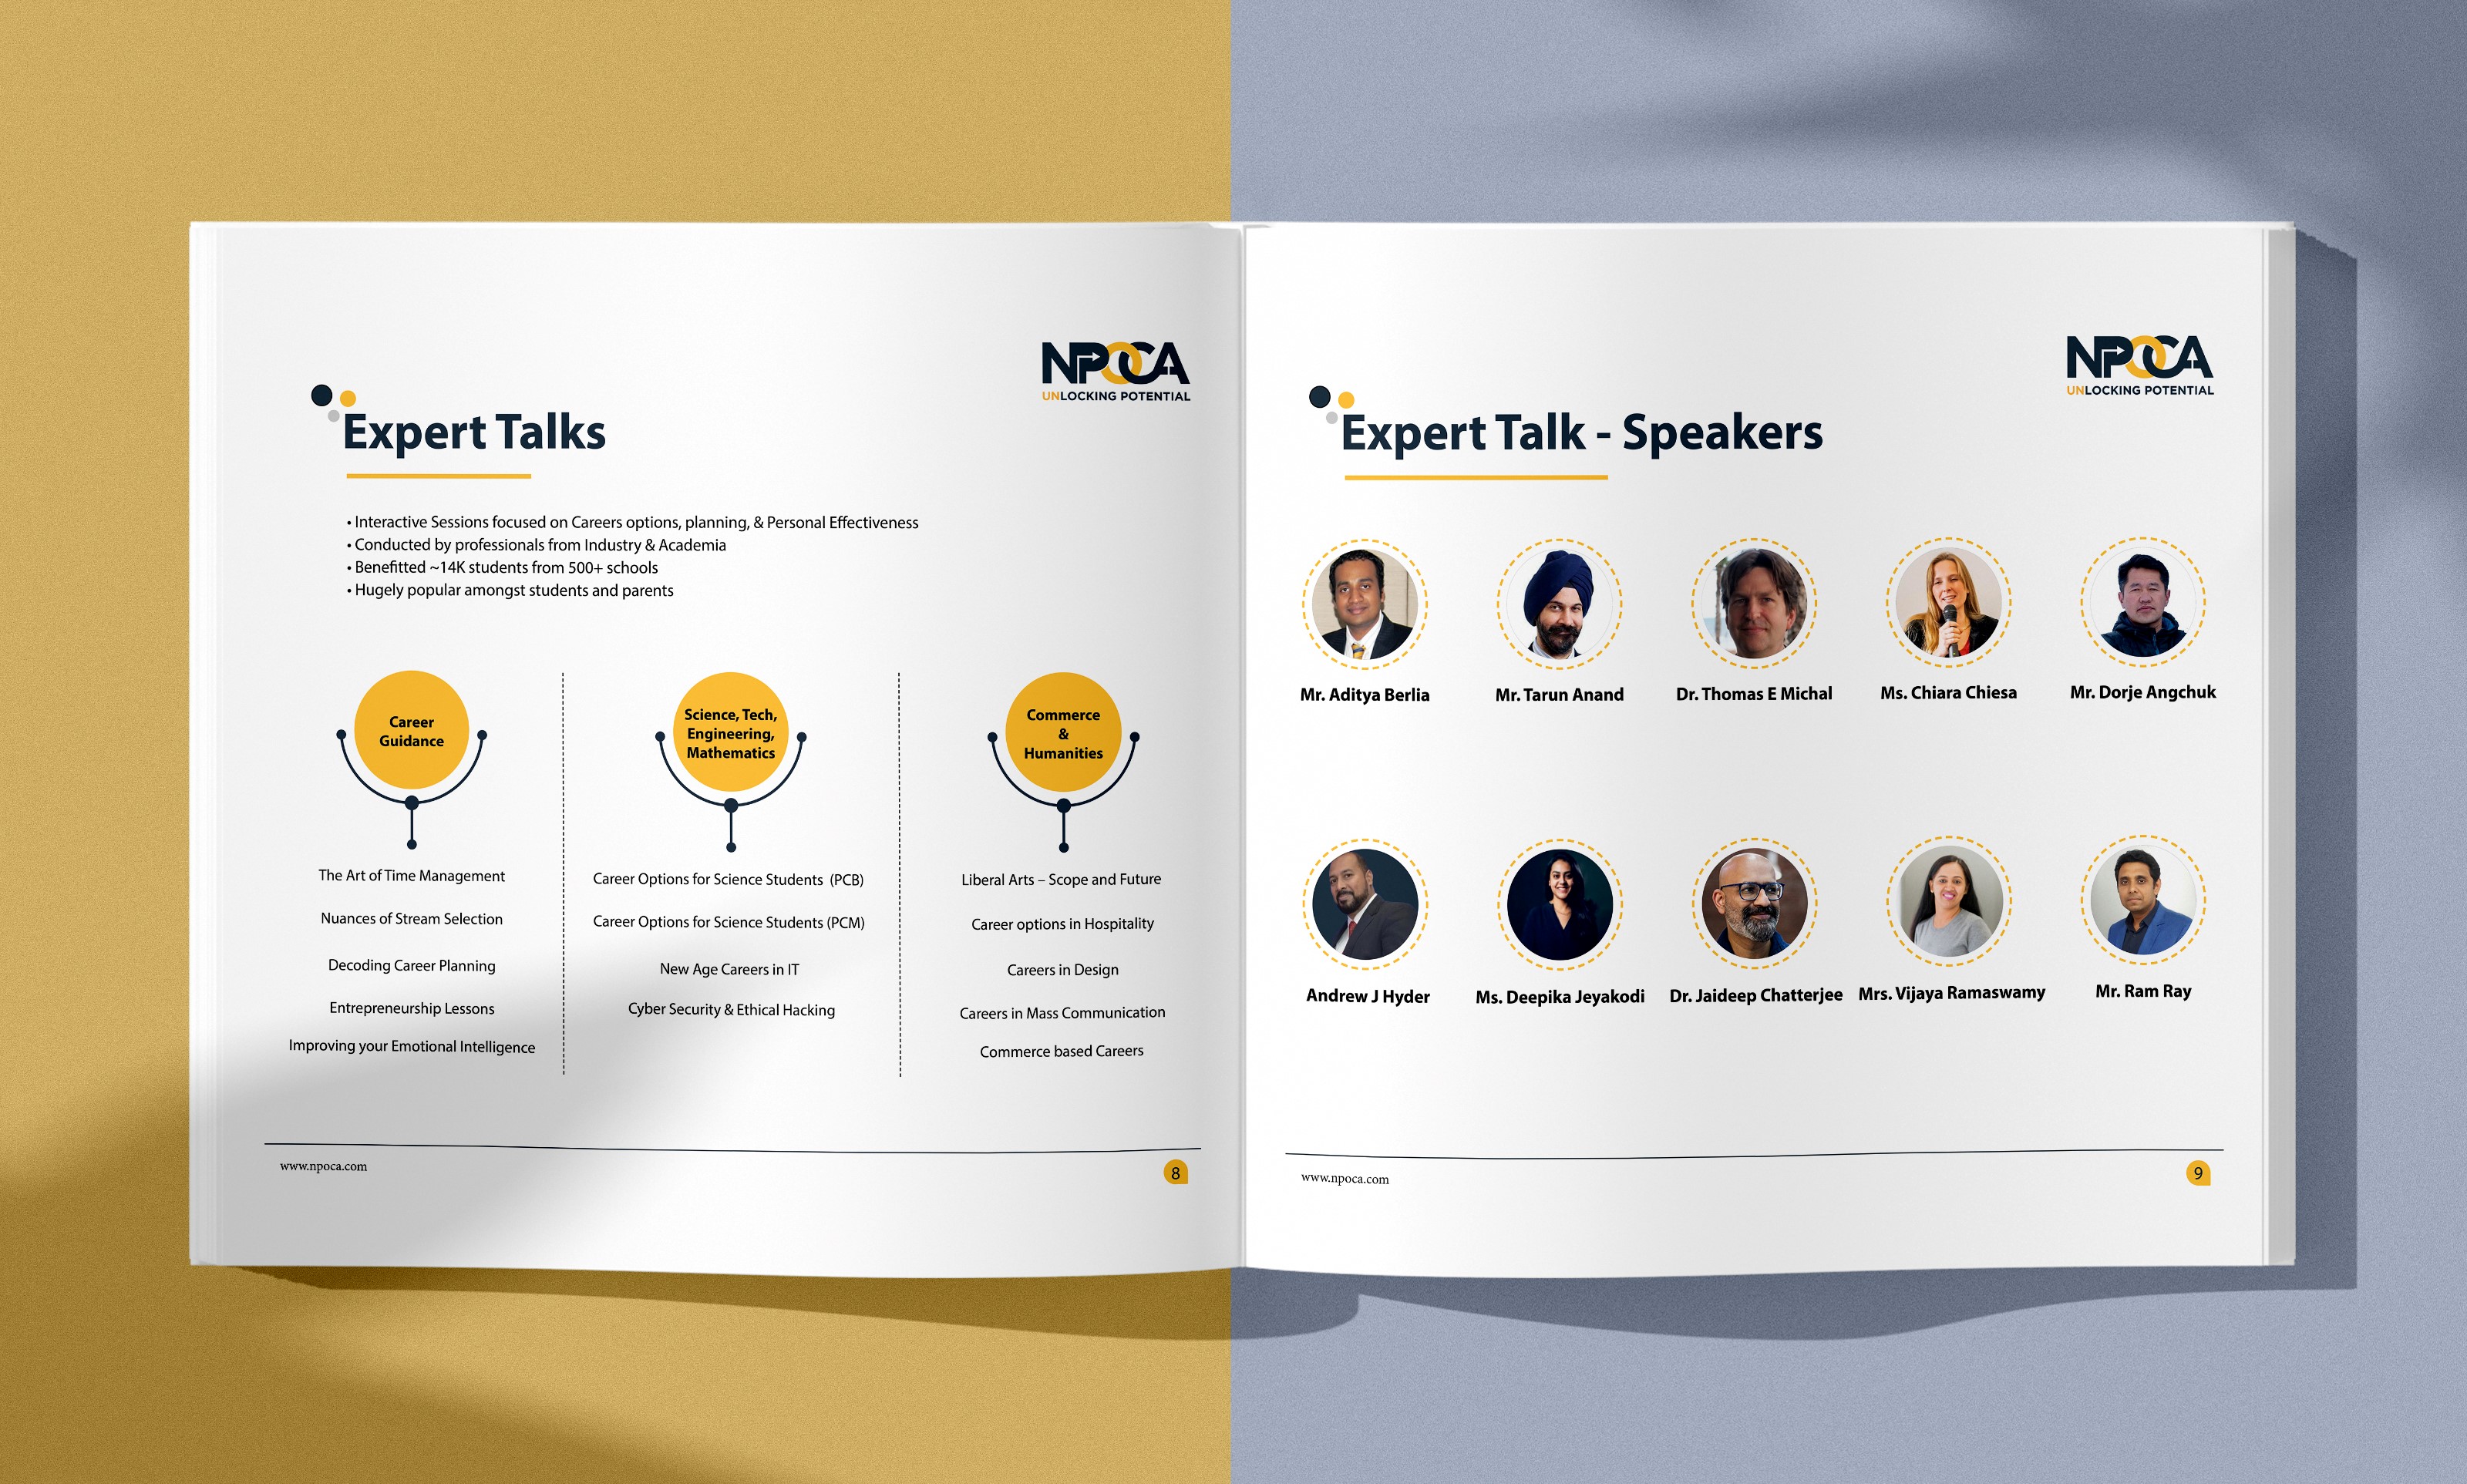 NPOCA
UNLOCKING POTENTIAL
Expert Talks
• Interactive Sessions focused on Careers options, planning, & Personal Effectiveness
• Conducted by professionals from Industry & Academia
• Benefitted ~14K students from 500+ schools
• Hugely popular amongst students and parents
Career
Guidance
The Art of Time Management
Nuances of Stream Selection
Decoding Career Planning
Entrepreneurship Lessons
Improving your Emotional Intelligence
Science, Tech,
Engineering,
Mathematics
Career Options for Science Students (PCB)
Career Options for Science Students (PCM)
New Age Careers in IT
Cyber Security & Ethical Hacking
Commerce
&
Humanities
Liberal Arts – Scope and Future
Career options in Hospitality
Careers in Design
Careers in Mass Communication
Commerce based Careers
www.npoca.com
8
NPOCA
UNLOCKING POTENTIAL
Expert Talk - Speakers
Mr. Aditya Berlia
Mr. Tarun Anand
Dr. Thomas E Michal
Ms. Chiara Chiesa
Mr. Dorje Angchuk
Andrew J Hyder
Ms. Deepika Jeyakodi
Dr. Jaideep Chatterjee
Mrs. Vijaya Ramaswamy
Mr. Ram Ray
www.npoca.com
9